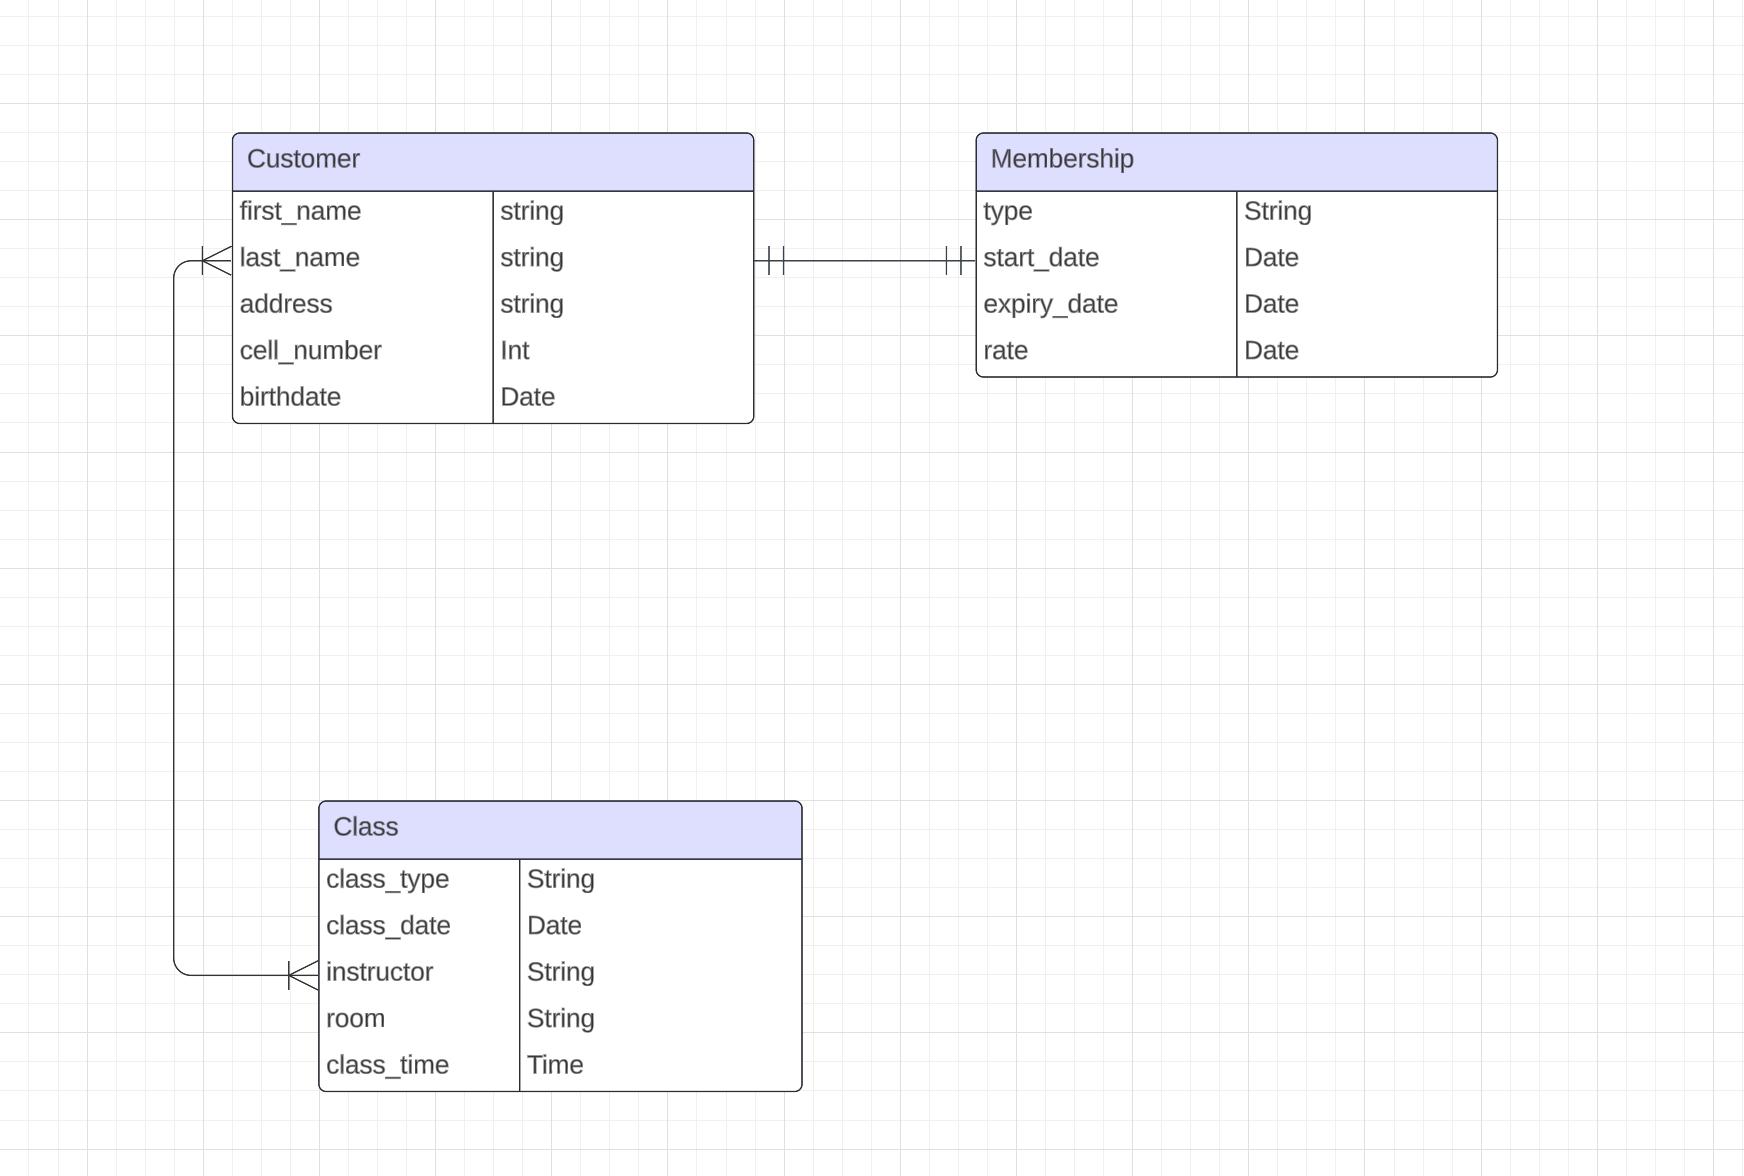 Customer
first_name string
last_name string
address string
cell_number Int
birthdate Date
Membership
type String
start_date Date
expiry_date Date
rate Date
Class
class_type String
class_date Date
instructor String
room String
class_time Time